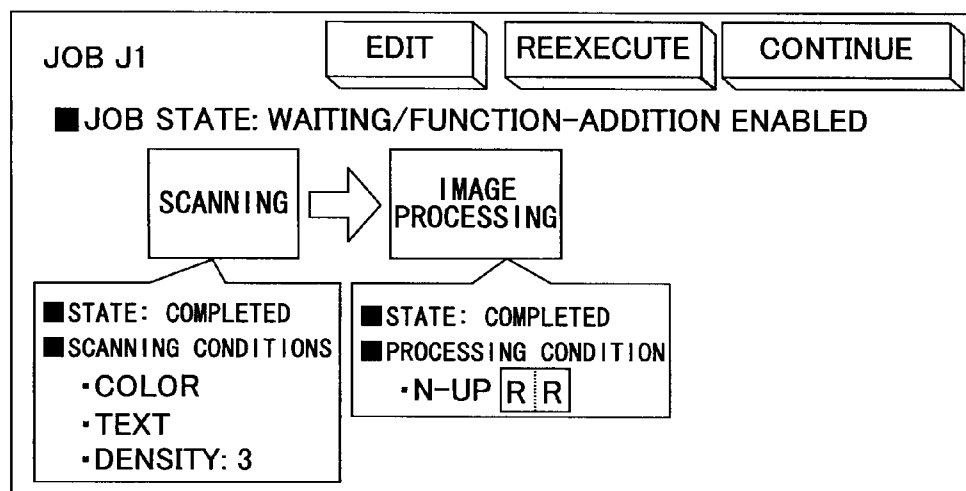 JOB J1
EDIT
REEXECUTE
CONTINUE
■JOB STATE: WAITING/FUNCTION-ADDITION ENABLED
SCANNING
IMAGE
PROCESSING
■STATE: COMPLETED
■SCANNING CONDITIONS
・COLOR
・TEXT
・DENSITY: 3
■STATE: COMPLETED
■PROCESSING CONDITION
・N-UP R R